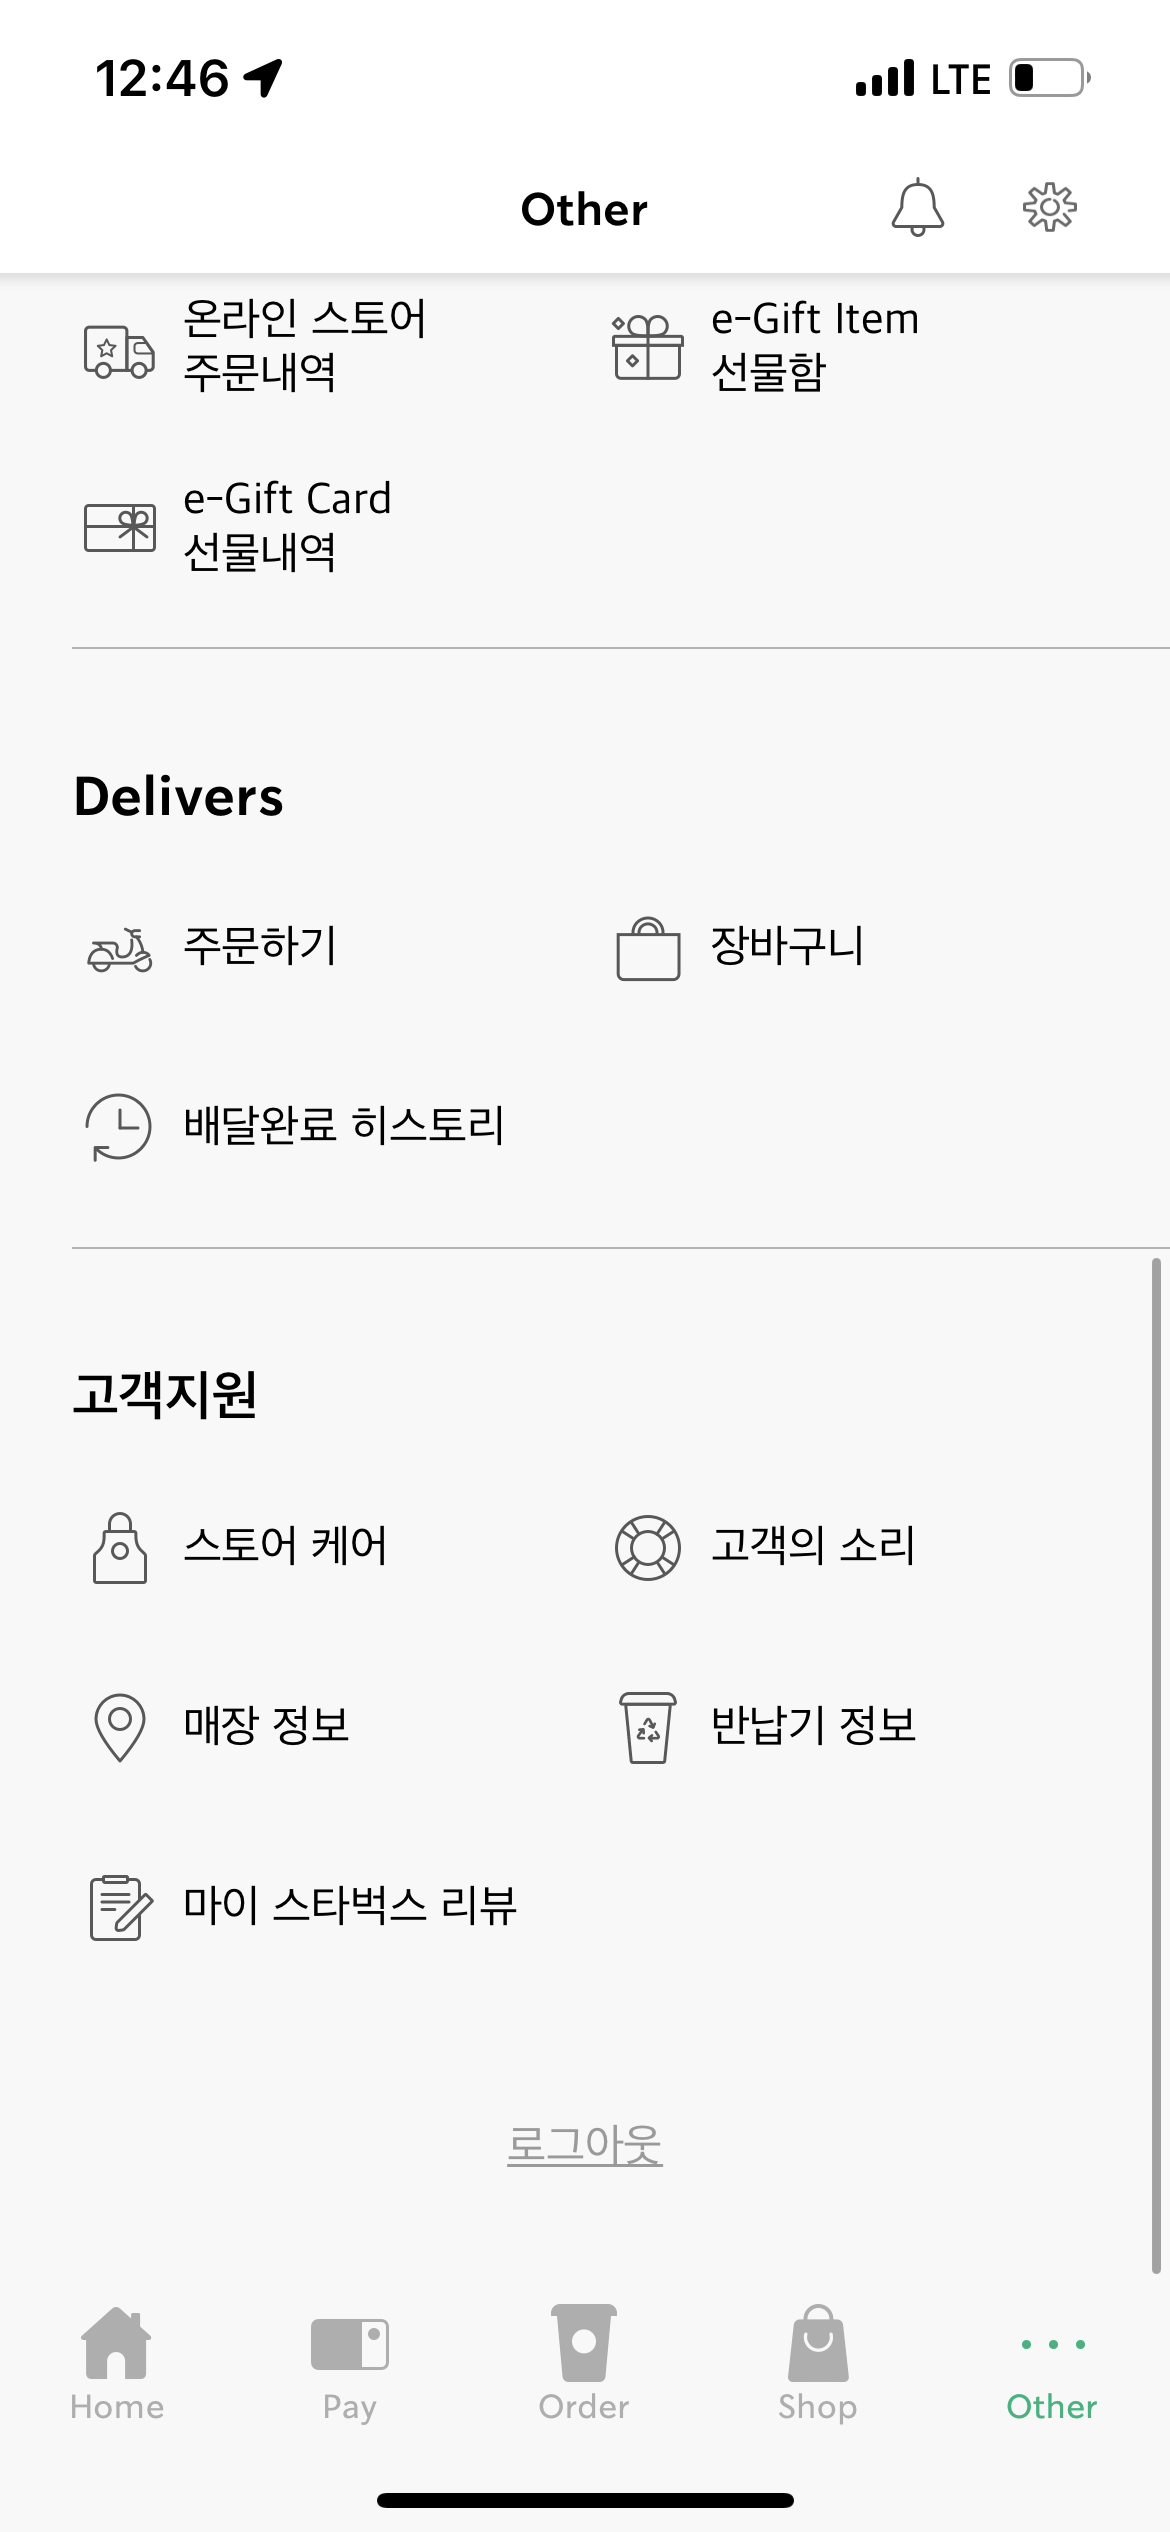 12:46
LTE
Other
온라인 스토어
주문내역
e-Gift Item
선물함
e-Gift Card
선물내역
Delivers
주문하기
장바구니
배달완료 히스토리
고객지원
스토어 케어
고객의 소리
매장 정보
반납기 정보
마이 스타벅스 리뷰
로그아웃
Home
Pay
Order
Shop
Other